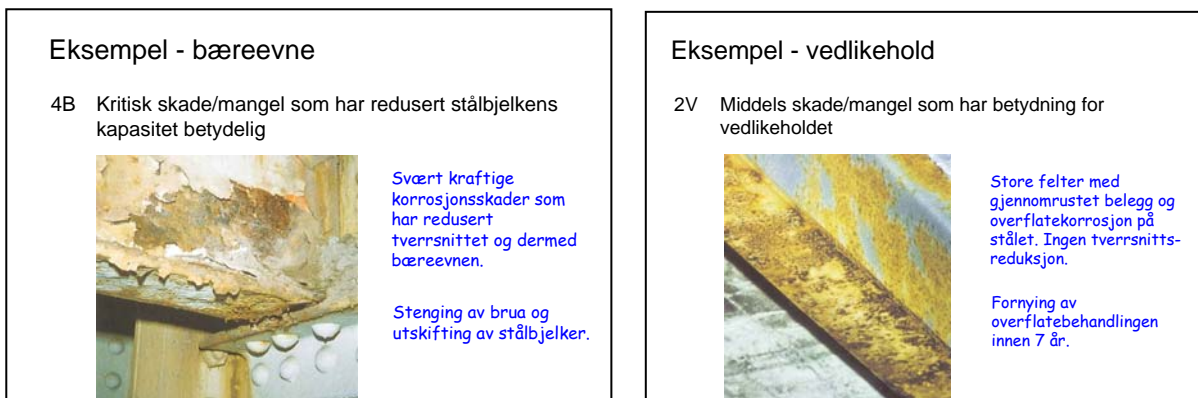 Eksempel - bæreevne
4B Kritisk skade/mangel som har redusert stålbjelkens
kapasitet betydelig
Svært kraftige
korrosjonsskader som
har redusert
tverrsnittet og dermed
bæreevnen.
Stenging av brua og
utskifting av stålbjelker.
Eksempel - vedlikehold
2V Middels skade/mangel som har betydning for
vedlikeholdet
Store felter med
gjennomrustet belegg og
overflatekorrosjon på
stålet. Ingen tverrsnitts-
reduksjon.
Fornying av
overflatebehandlingen
innen 7 år.